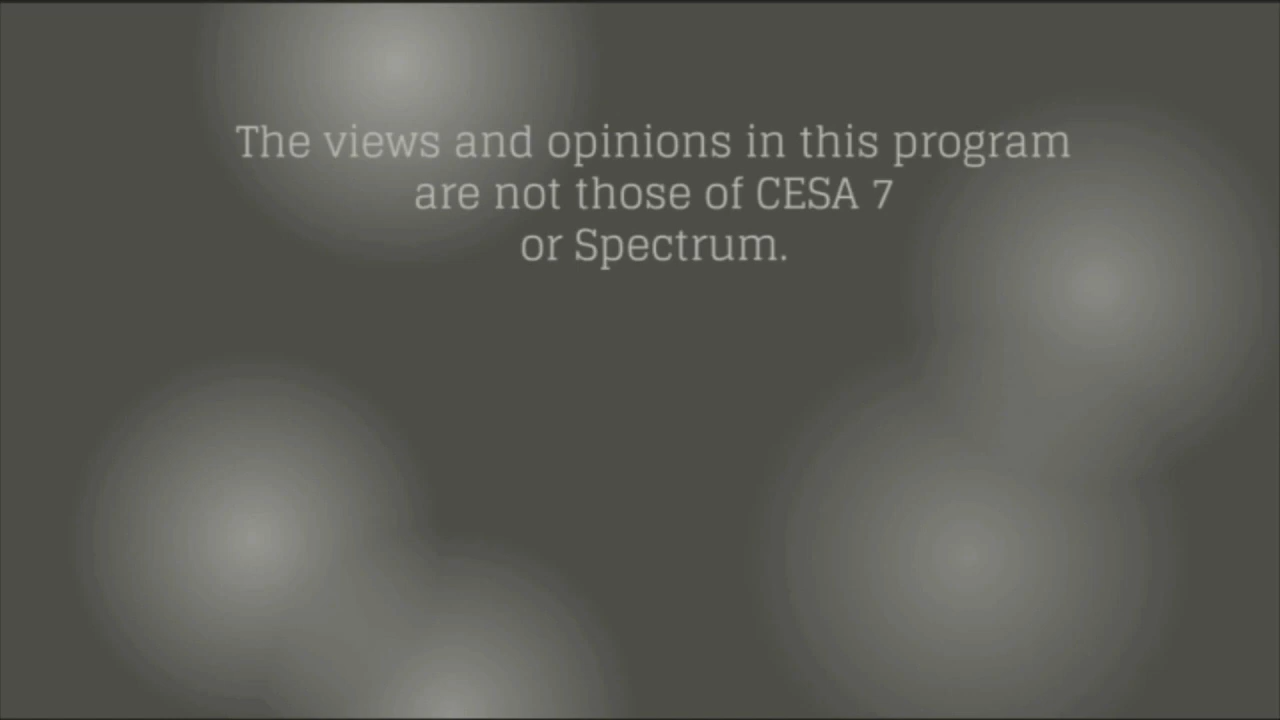 The views and opinions in this program
are not those of CESA 7
or Spectrum.